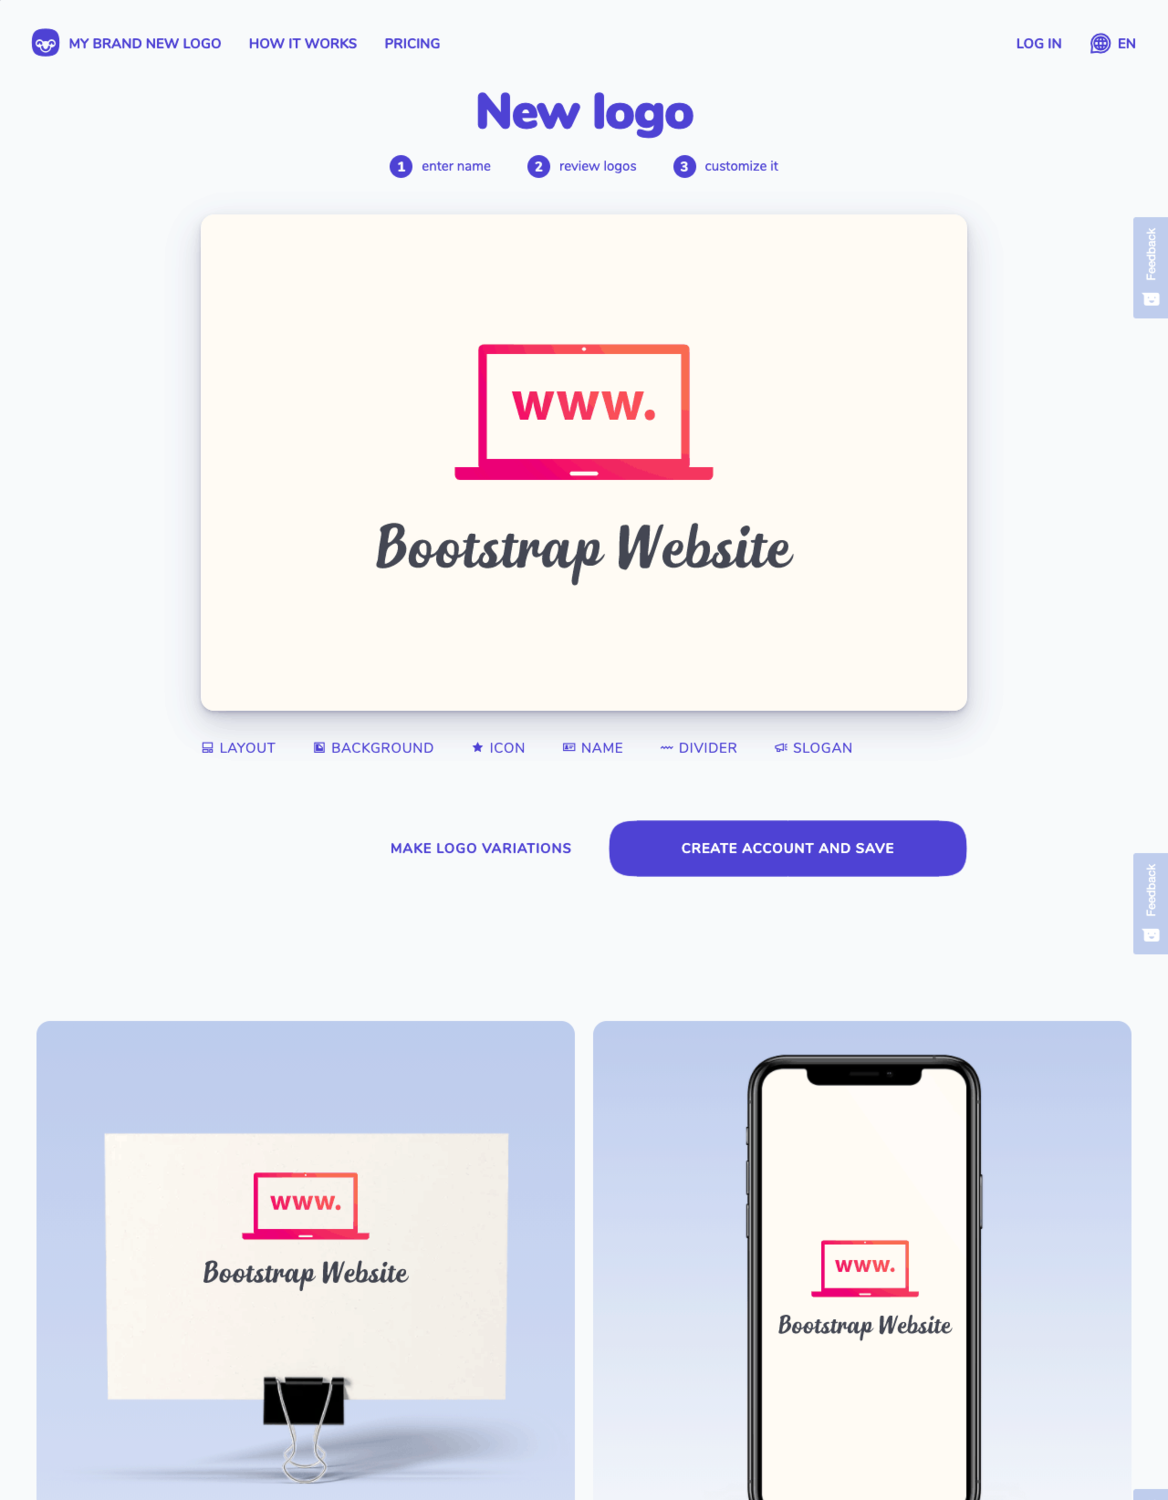 MY BRAND NEW LOGO HOW IT WORKS PRICING LOG IN EN
New logo
1 enter name 2 review logos 3 customize it
Feedback
www.
Bootstrap Website
LAYOUT BACKGROUND ICON NAME DIVIDER SLOGAN
MAKE LOGO VARIATIONS CREATE ACCOUNT AND SAVE
Feedback
www.
Bootstrap Website
www.
Bootstrap Website